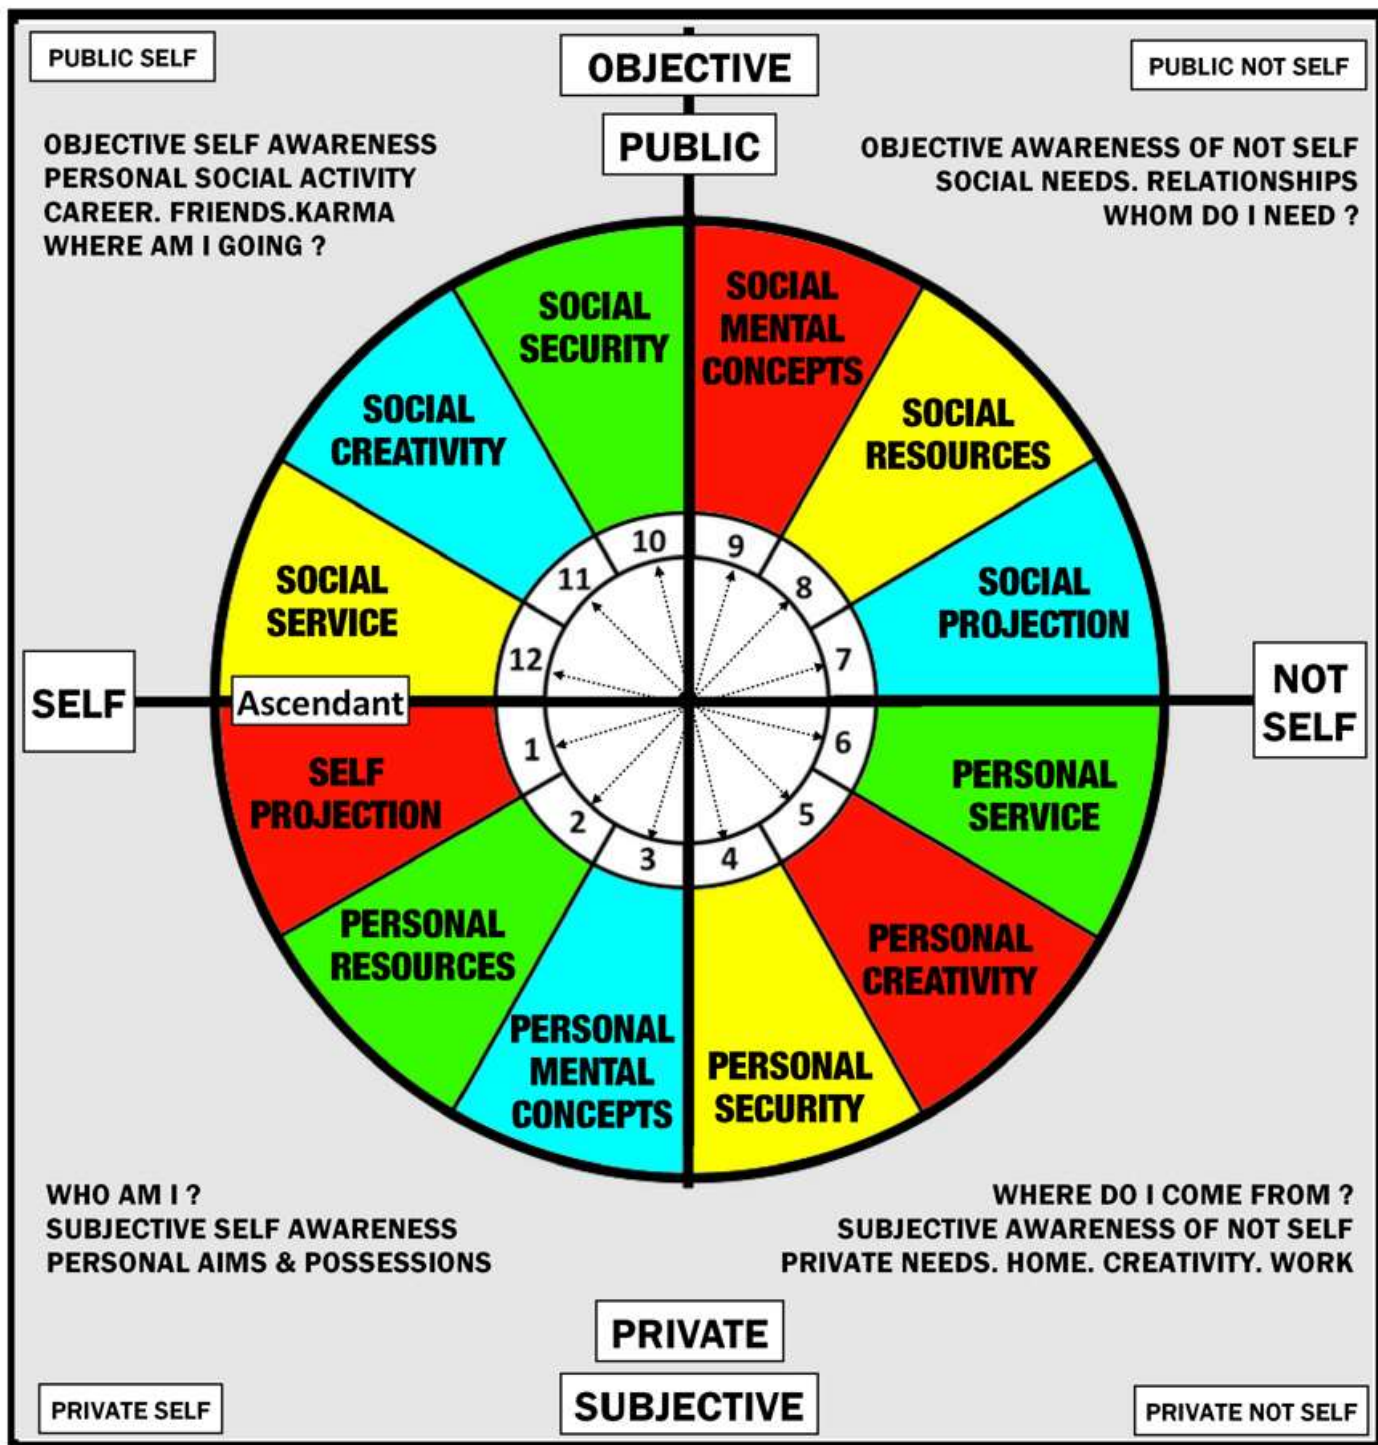 PUBLIC SELF
OBJECTIVE
PUBLIC NOT SELF
PUBLIC
OBJECTIVE SELF AWARENESS
PERSONAL SOCIAL ACTIVITY
CAREER. FRIENDS.KARMA
WHERE AM I GOING ?
OBJECTIVE AWARENESS OF NOT SELF
SOCIAL NEEDS. RELATIONSHIPS
WHOM DO I NEED ?
SOCIAL
SECURITY
SOCIAL
MENTAL
CONCEPTS
SOCIAL
CREATIVITY
SOCIAL
RESOURCES
SOCIAL
SERVICE
SOCIAL
PROJECTION
10
9
11
8
12
7
SELF
Ascendant
NOT
SELF
1
6
2
5
3
4
SELF
PROJECTION
PERSONAL
SERVICE
PERSONAL
RESOURCES
PERSONAL
CREATIVITY
PERSONAL
MENTAL
CONCEPTS
PERSONAL
SECURITY
WHO AM I ?
SUBJECTIVE SELF AWARENESS
PERSONAL AIMS & POSSESSIONS
WHERE DO I COME FROM ?
SUBJECTIVE AWARENESS OF NOT SELF
PRIVATE NEEDS. HOME. CREATIVITY. WORK
PRIVATE
PRIVATE SELF
SUBJECTIVE
PRIVATE NOT SELF